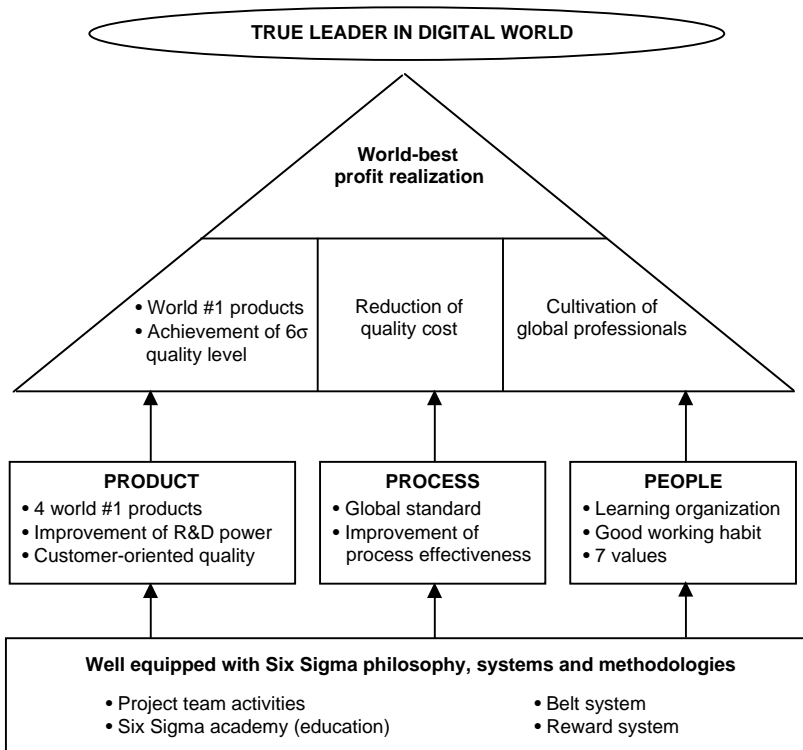 TRUE LEADER IN DIGITAL WORLD
World-best
profit realization
• World #1 products
• Achievement of 6σ
quality level
Reduction of
quality cost
Cultivation of
global professionals
PRODUCT
• 4 world #1 products
• Improvement of R&D power
• Customer-oriented quality
PROCESS
• Global standard
• Improvement of
process effectiveness
PEOPLE
• Learning organization
• Good working habit
• 7 values
Well equipped with Six Sigma philosophy, systems and methodologies
• Project team activities
• Six Sigma academy (education)
• Belt system
• Reward system